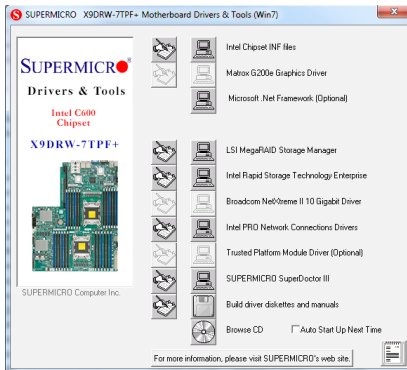 SUPERMICRO X9DRW-7TPF+ Motherboard Drivers & Tools (Win7)
SUPERMICR
Drivers & Tools
Intel C600
Chipset
X9DRW-7TPF+
SUPERMICRO Computer Inc.
Intel Chipset INF files
Matrox G200e Graphics Driver
Microsoft .Net Framework (Optional)
LSI MegaRAID Storage Manager
Intel Rapid Storage Technology Enterprise
Broadcom NetXtreme II 10 Gigabit Driver
Intel PRO Network Connections Drivers
Trusted Platform Module Driver (Optional)
SUPERMICRO SuperDoctor III
Build driver diskettes and manuals
Browse CD Auto Start Up Next Time
For more information, please visit SUPERMICRO's web site.